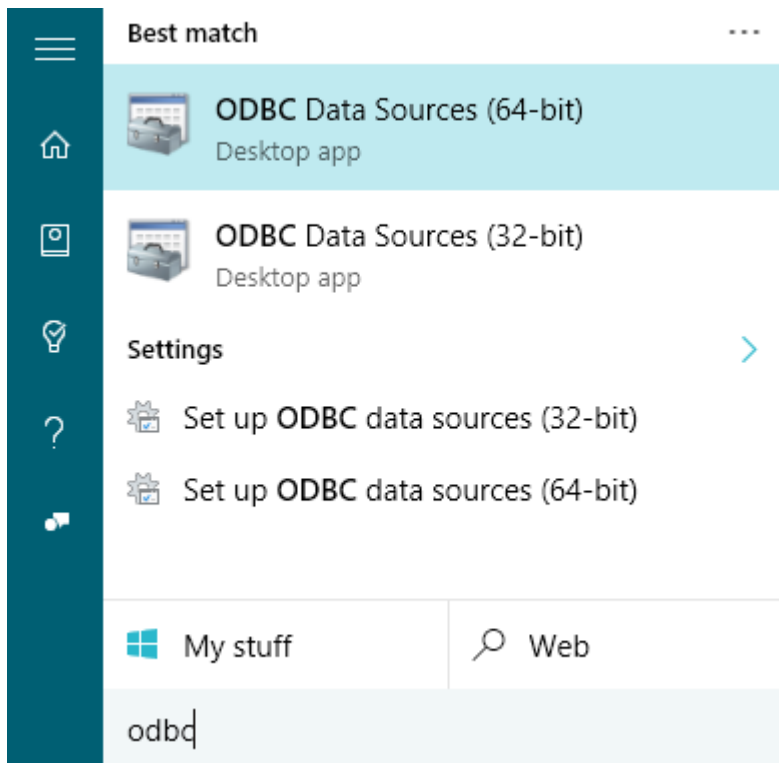 Best match
ODBC Data Sources (64-bit)
Desktop app
ODBC Data Sources (32-bit)
Desktop app
Settings
Set up ODBC data sources (32-bit)
Set up ODBC data sources (64-bit)
My stuff
Web
odbc